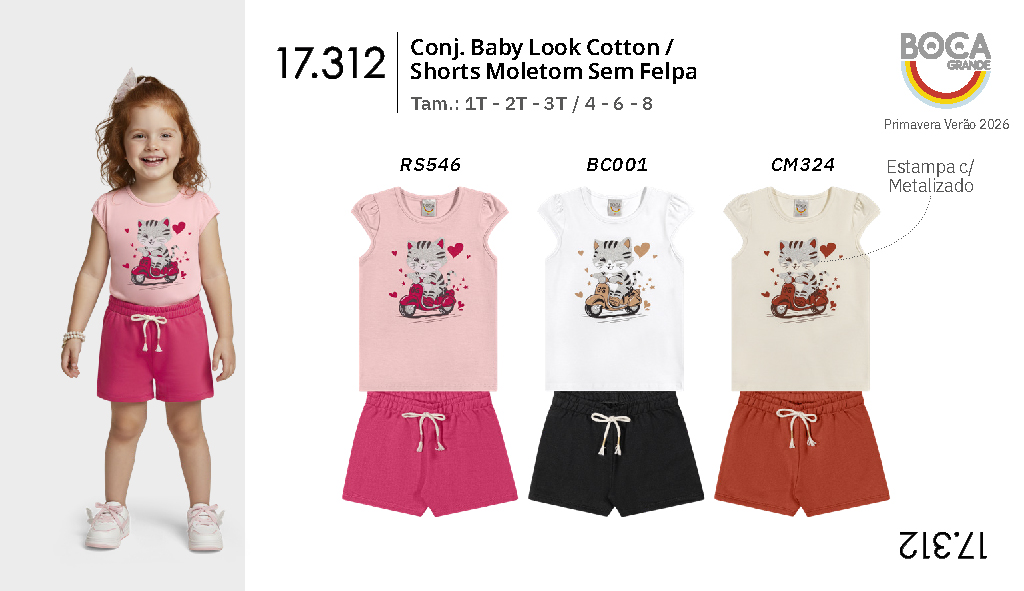 17.312
Conj. Baby Look Cotton /
Shorts Moletom Sem Felpa
Tam.: 1T - 2T - 3T / 4 - 6 - 8
BOCA
GRANDE
Primavera Verão 2026
RS546
BC001
CM324
Estampa c/
Metalizado
17.312